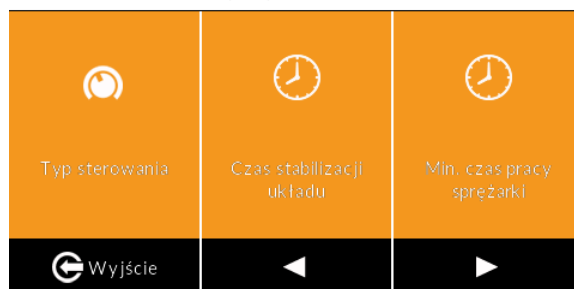 Typ sterowania
Czas stabilizacji
układu
Min. czas pracy
sprężarki
Wyjście